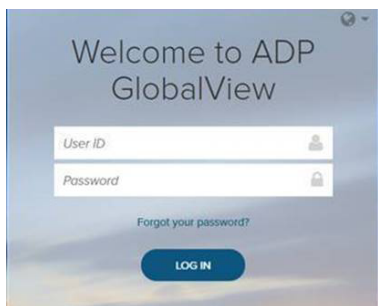 Welcome to ADP
GlobalView
User ID
Password
Forgot your password?
LOG IN